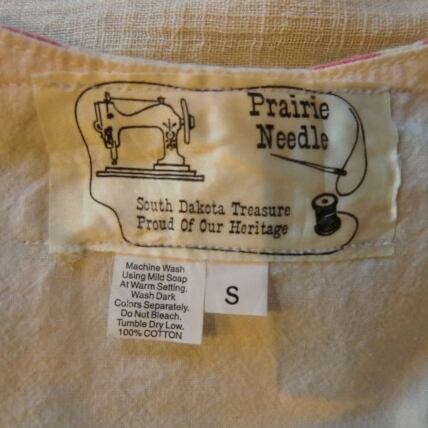 Prairie
Needle
South Dakota Treasure
Proud Of Our Heritage
Machine Wash
Using Mild Soap
At Warm Setting.
Wash Dark
Colors Separately.
Do Not Bleach.
Tumble Dry Low.
100% COTTON
S